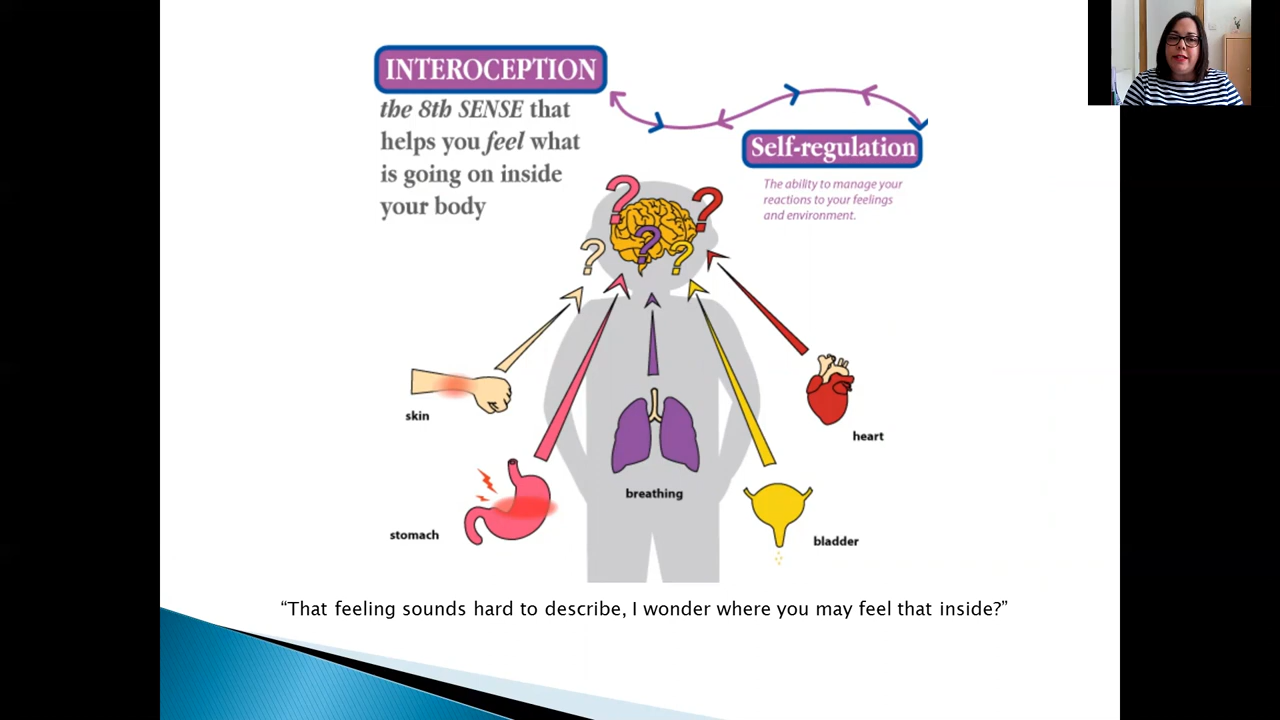 INTEROCEPTION
the 8th SENSE that
helps you feel what
is going on inside
your body
Self-regulation
The ability to manage your
reactions to your feelings
and environment.
? ? ? ? ?
skin
heart
breathing
stomach
bladder
“That feeling sounds hard to describe, I wonder where you may feel that inside?”